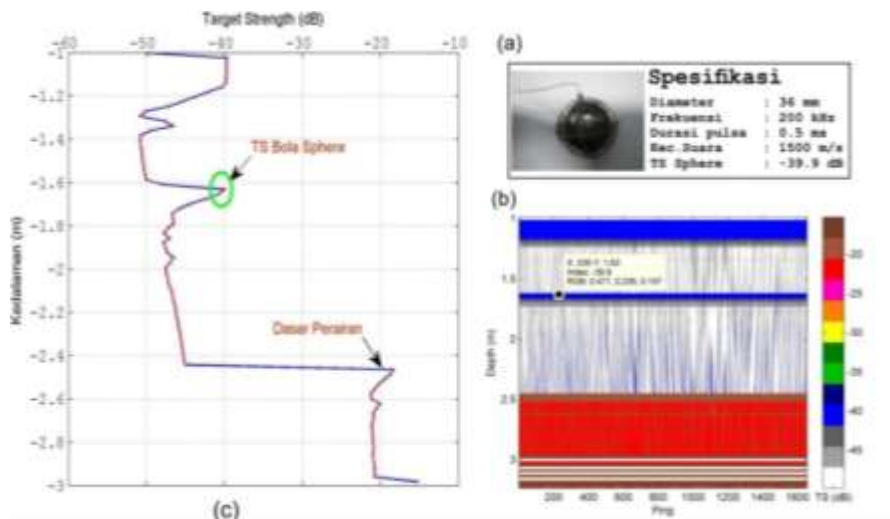 Target Strength (dB)
-60 -50 -40 -30 -20 -10
-1
-1.2
-1.4
-1.6
-1.8
-2
-2.2
-2.4
-2.6
-2.8
-3
Kedalaman (m)
TS Bola Sphere
Dasar Perairan
(c)
(a)
Spesifikasi
Diameter : 36 mm
Frekuensi : 200 kHz
Durasi pulsa : 0.5 ms
Kec.Suara : 1500 m/s
TS Sphere : -39.9 dB
(b)
1
1.5
2
2.5
3
Depth (m)
200 400 600 800 1000 1200 1400 1600
Ping
-20
-25
-30
-35
-40
-45
TS (dB)